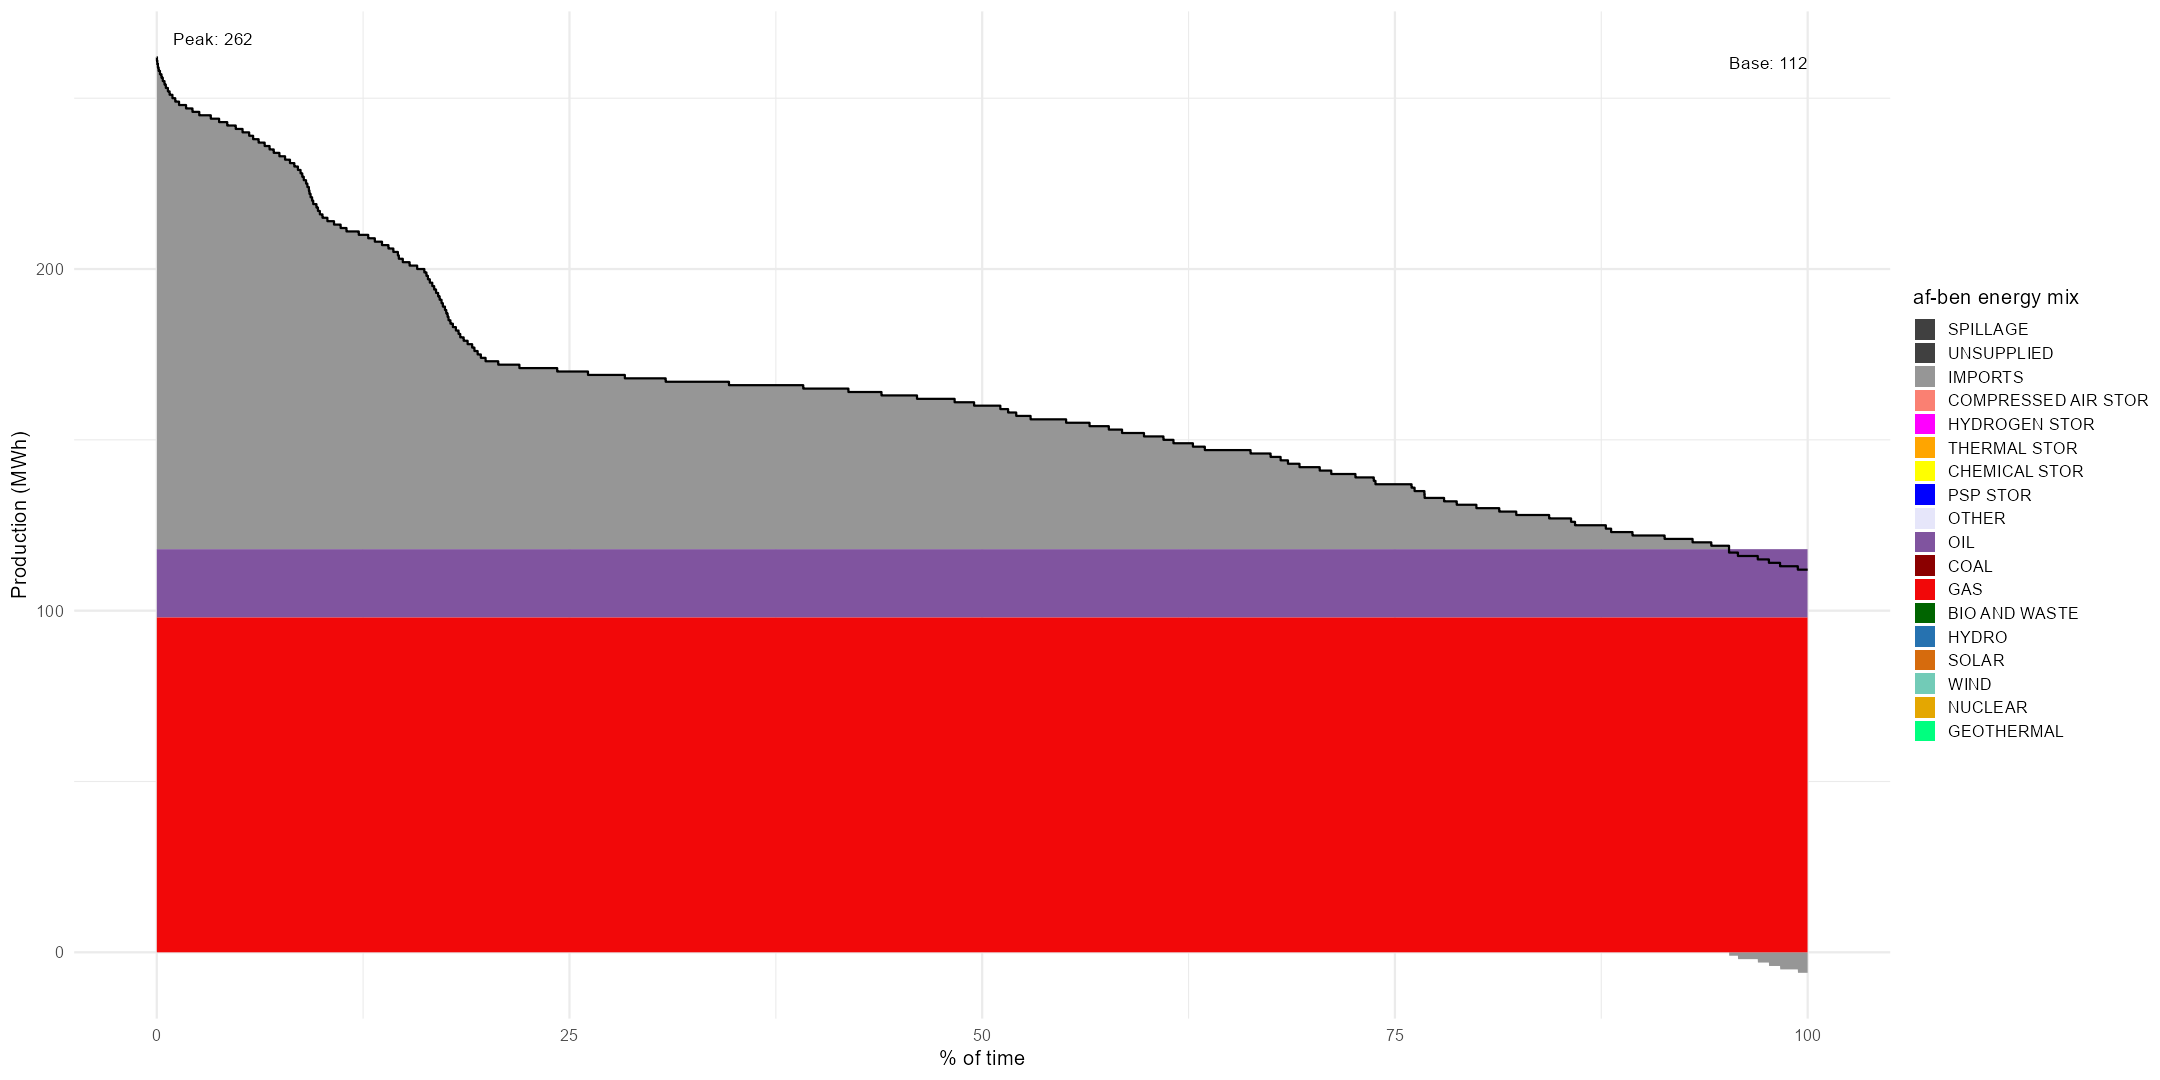 Peak: 262
Base: 112
200
100
0
Production (MWh)
0
25
50
75
100
% of time
af-ben energy mix
SPILLAGE
UNSUPPLIED
IMPORTS
COMPRESSED AIR STOR
HYDROGEN STOR
THERMAL STOR
CHEMICAL STOR
PSP STOR
OTHER
OIL
COAL
GAS
BIO AND WASTE
HYDRO
SOLAR
WIND
NUCLEAR
GEOTHERMAL